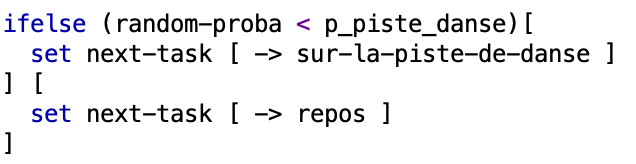 ifelse (random-proba < p_piste_danse)[
  set next-task [ -> sur-la-piste-de-danse ]
] [
  set next-task [ -> repos ]
]